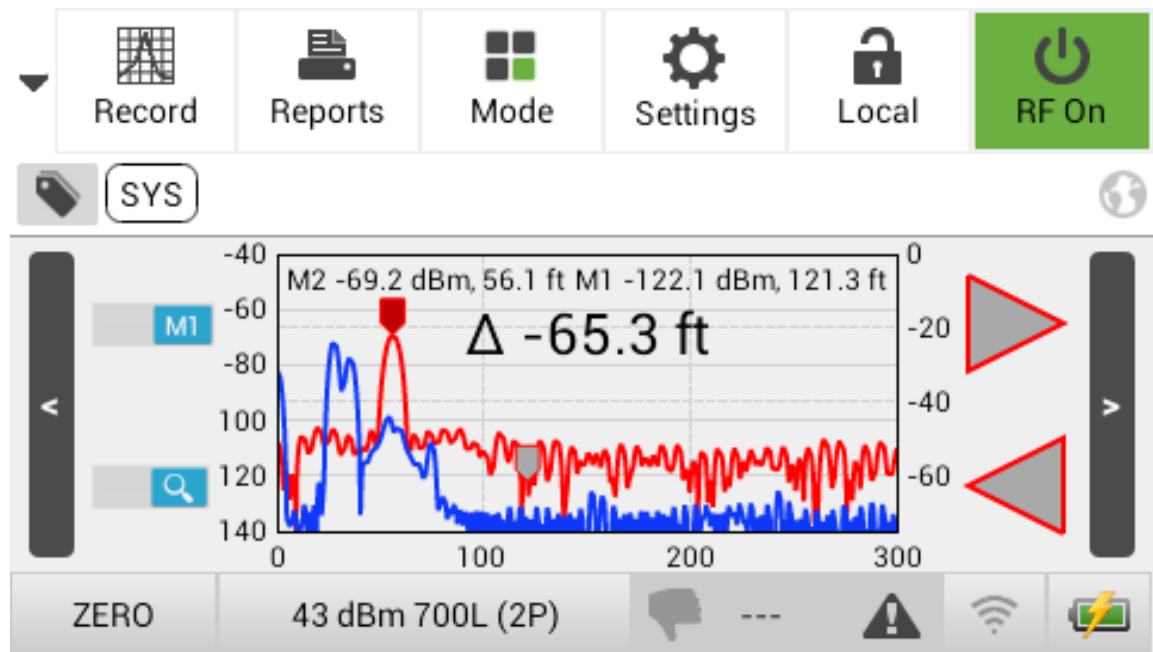 Record Reports Mode Settings Local RF On
SYS
-40 0
M2 -69.2 dBm, 56.1 ft M1 -122.1 dBm, 121.3 ft
M1 -60 Δ -65.3 ft -20
-80
< 100 -40 >
120 -60
140
0 100 200 300
ZERO 43 dBm 700L (2P) ---